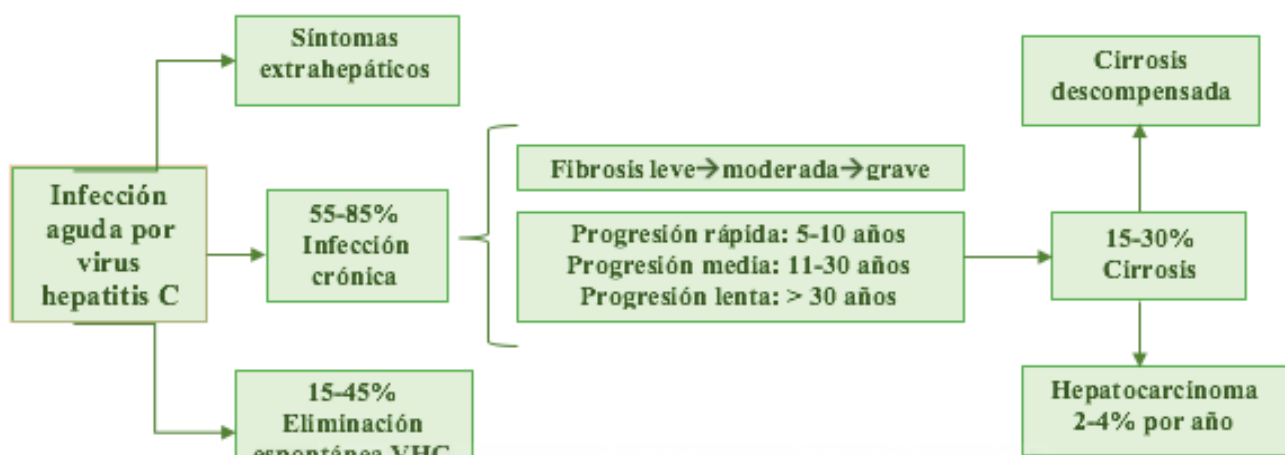 Síntomas
extrahepáticos
Infección
aguda por
virus
hepatitis C
55-85%
Infección
crónica
15-45%
Eliminación
espontánea VHC
Fibrosis leve→moderada→grave
Progresión rápida: 5-10 años
Progresión media: 11-30 años
Progresión lenta: > 30 años
Cirrosis
descompensada
15-30%
Cirrosis
Hepatocarcinoma
2-4% por año